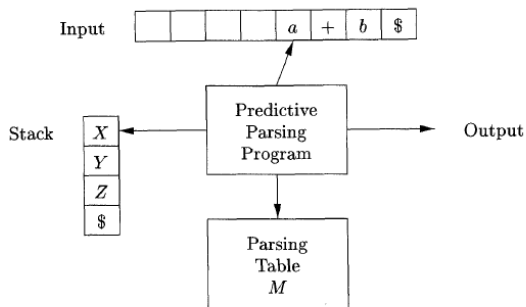 Input a + b $
Predictive
Parsing
Program
Stack X
Y
Z
$
Output
Parsing
Table
M